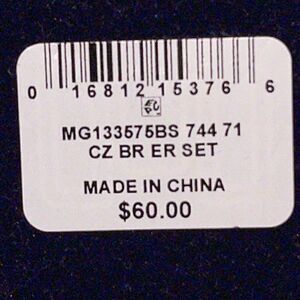 0 16812 15376 6
MG133575BS 744 71
CZ BR ER SET
MADE IN CHINA
$60.00